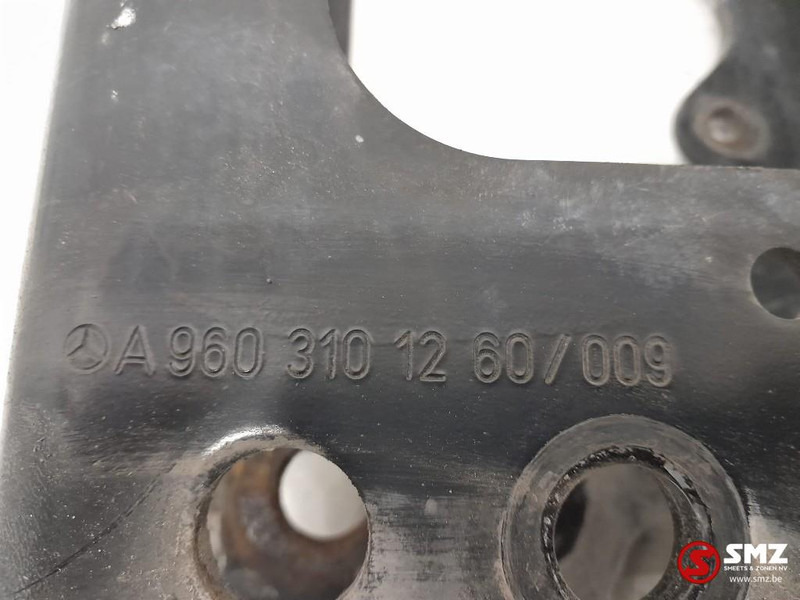 A 960 310 12 60/009
SMZ
SMEETS & ZONEN NV
www.smz.be